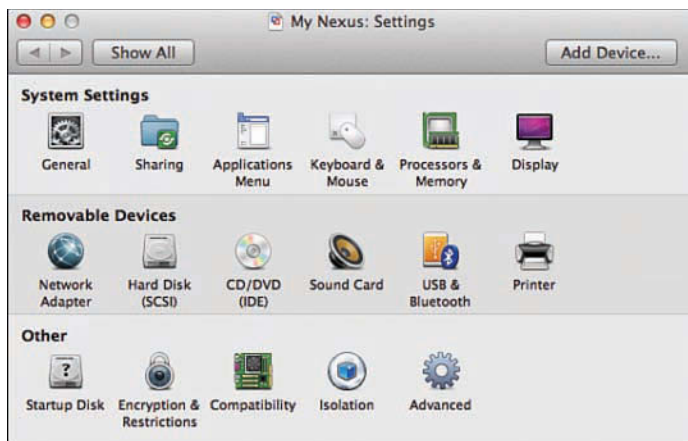 My Nexus: Settings
Show All
Add Device...
System Settings
General
Sharing
Applications
Menu
Keyboard &
Mouse
Processors &
Memory
Display
Removable Devices
Network
Adapter
Hard Disk
(SCSI)
CD/DVD
(IDE)
Sound Card
USB &
Bluetooth
Printer
Other
?
Startup Disk
Encryption &
Restrictions
Compatibility
Isolation
Advanced